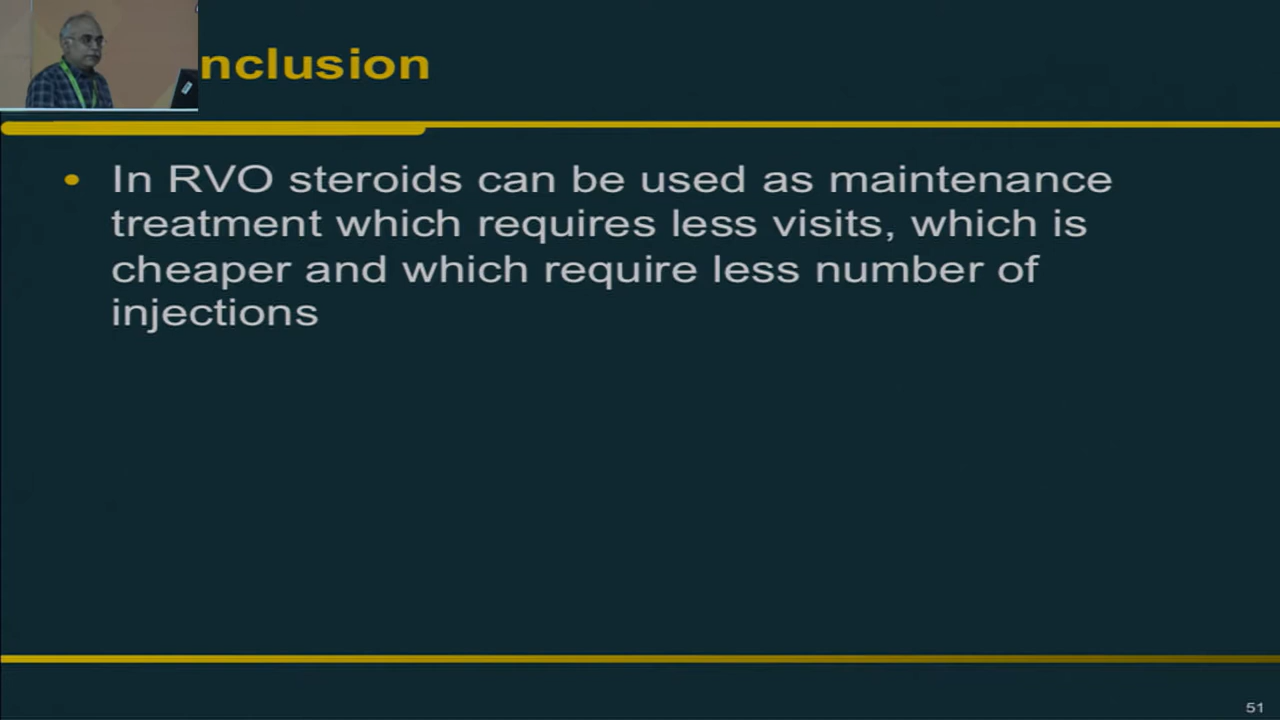 nclusion
• In RVO steroids can be used as maintenance
treatment which requires less visits, which is
cheaper and which require less number of
injections
51